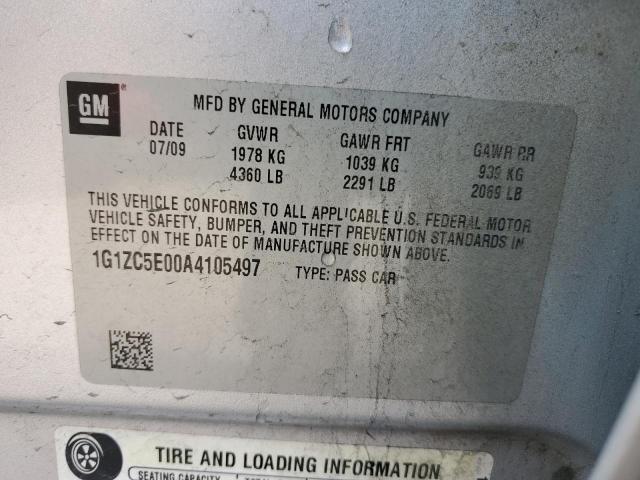 GM
MFD BY GENERAL MOTORS COMPANY
DATE GVWR GAWR FRT GAWR RR
07/09 1978 KG 1039 KG 939 KG
4360 LB 2291 LB 2069 LB
THIS VEHICLE CONFORMS TO ALL APPLICABLE U.S. FEDERAL MOTOR
VEHICLE SAFETY, BUMPER, AND THEFT PREVENTION STANDARDS IN
EFFECT ON THE DATE OF MANUFACTURE SHOWN ABOVE.
1G1ZC5E00A4105497 TYPE: PASS CAR
TIRE AND LOADING INFORMATION
SEATING CAPACITY